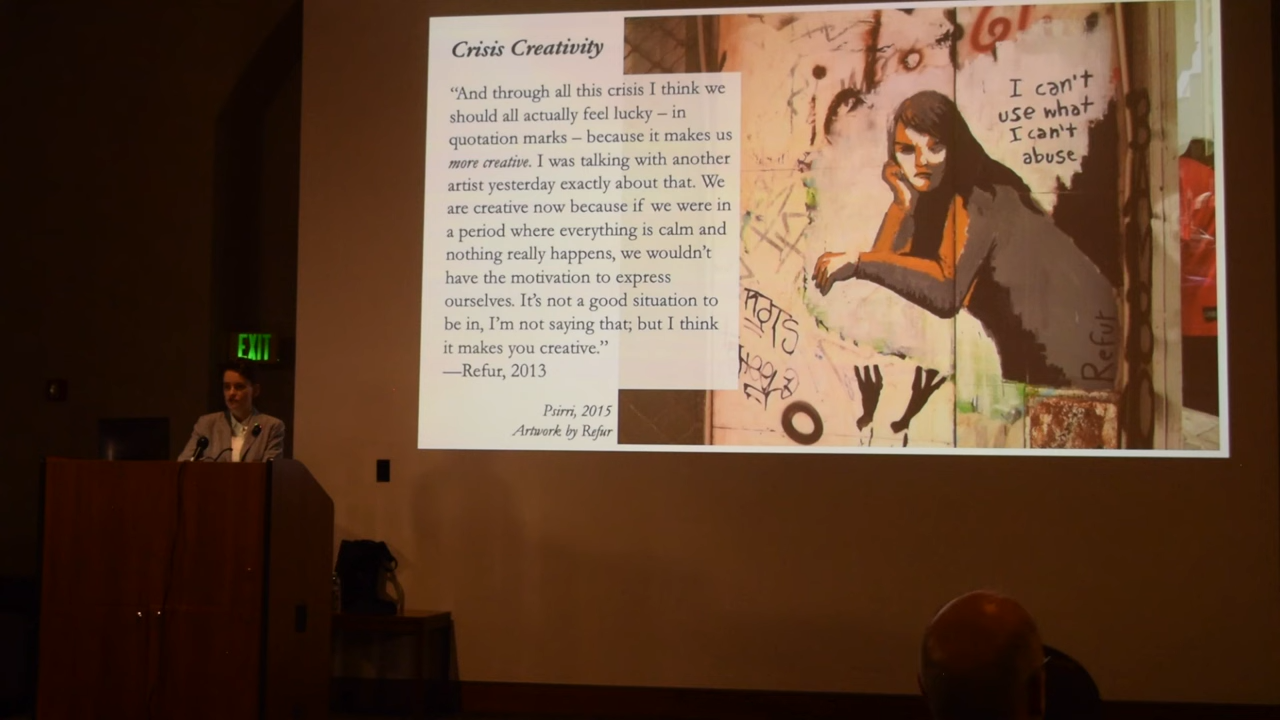 Crisis Creativity
“And through all this crisis I think we
should all actually feel lucky – in
quotation marks – because it makes us
more creative. I was talking with another
artist yesterday exactly about that. We
are creative now because if we were in
a period where everything is calm and
nothing really happens, we wouldn’t
have the motivation to express
ourselves. It’s not a good situation to
be in, I’m not saying that; but I think
it makes you creative.”
—Refur, 2013
Psirri, 2015
Artwork by Refur
I can't
use what
I can't
abuse
Refur
EXIT